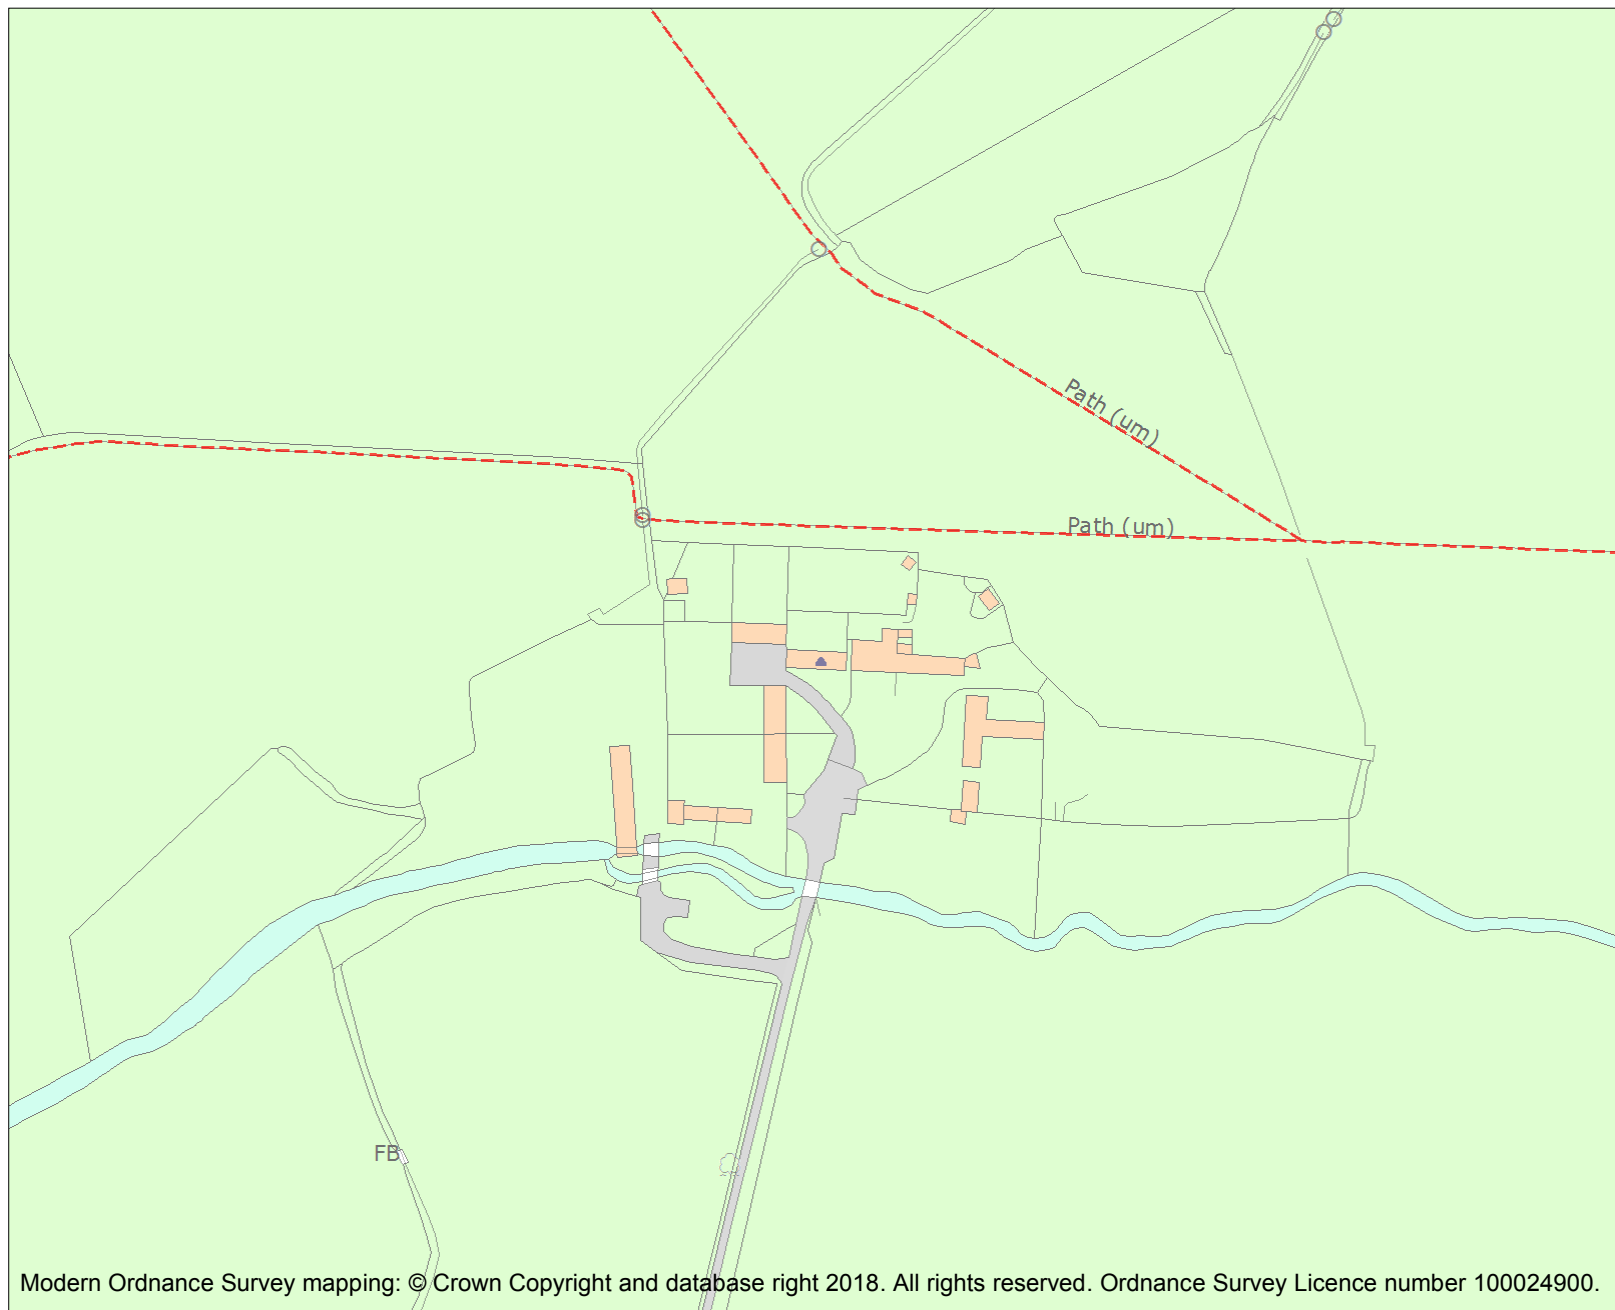 Path (um)
Path (um)
FB
Modern Ordnance Survey mapping: © Crown Copyright and database right 2018. All rights reserved. Ordnance Survey Licence number 100024900.